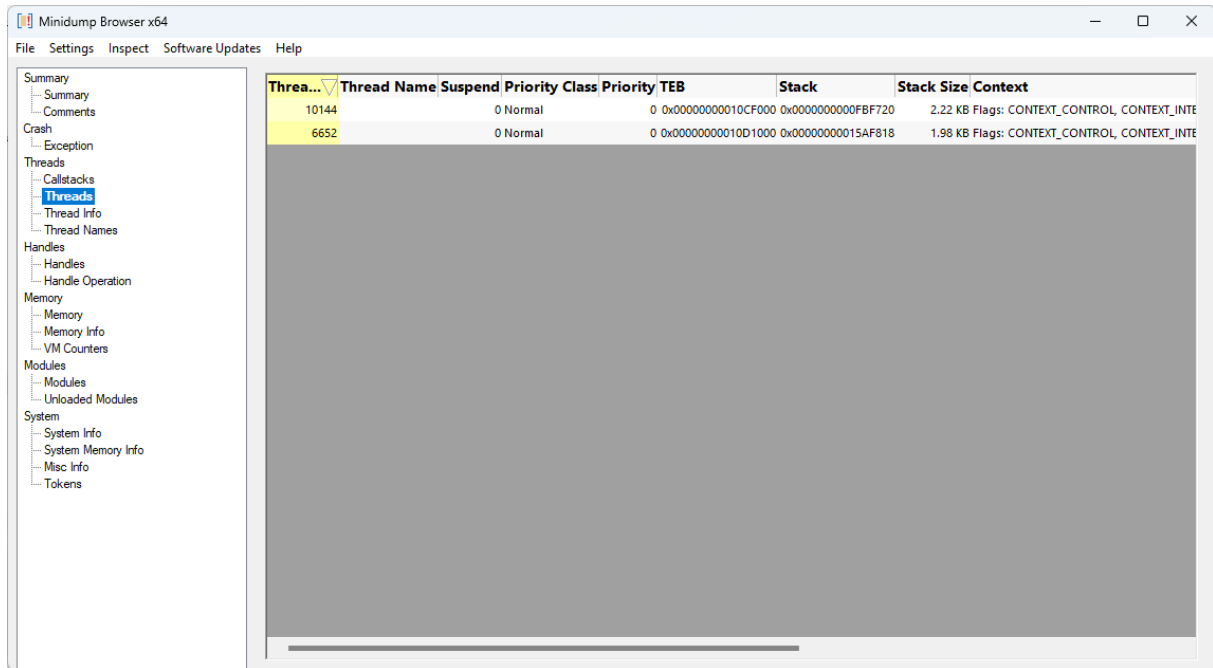 Minidump Browser x64
File Settings Inspect Software Updates Help
Summary
Summary
Comments
Crash
Exception
Threads
Callstacks
Threads
Thread Info
Thread Names
Handles
Handles
Handle Operation
Memory
Memory
Memory Info
VM Counters
Modules
Modules
Unloaded Modules
System
System Info
System Memory Info
Misc Info
Tokens
Threa... Thread Name Suspend Priority Class Priority TEB Stack Stack Size Context
10144 0 Normal 0 0x00000000010CF000 0x0000000000FBF720 2.22 KB Flags: CONTEXT_CONTROL, CONTEXT_INTE
6652 0 Normal 0 0x00000000010D1000 0x00000000015AF818 1.98 KB Flags: CONTEXT_CONTROL, CONTEXT_INTE